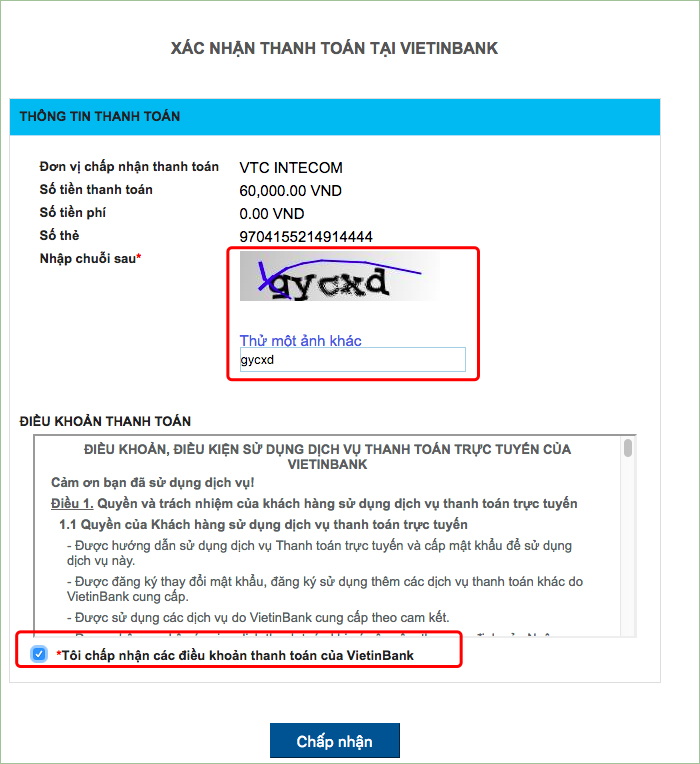 XÁC NHẬN THANH TOÁN TẠI VIETINBANK
THÔNG TIN THANH TOÁN
Đơn vị chấp nhận thanh toán VTC INTECOM
Số tiền thanh toán 60,000.00 VND
Số tiền phí 0.00 VND
Số thẻ 9704155214914444
Nhập chuỗi sau*
gycxd
Thử một ảnh khác
gycxd
ĐIỀU KHOẢN THANH TOÁN
ĐIỀU KHOẢN, ĐIỀU KIỆN SỬ DỤNG DỊCH VỤ THANH TOÁN TRỰC TUYẾN CỦA
VIETINBANK
Cảm ơn bạn đã sử dụng dịch vụ!
Điều 1. Quyền và trách nhiệm của khách hàng sử dụng dịch vụ thanh toán trực tuyến
1.1 Quyền của Khách hàng sử dụng dịch vụ thanh toán trực tuyến
- Được hướng dẫn sử dụng dịch vụ Thanh toán trực tuyến và cấp mật khẩu để sử dụng
dịch vụ này.
- Được đăng ký thay đổi mật khẩu, đăng ký sử dụng thêm các dịch vụ thanh toán khác do
VietinBank cung cấp.
- Được sử dụng các dịch vụ do VietinBank cung cấp theo cam kết.
*Tôi chấp nhận các điều khoản thanh toán của VietinBank
Chấp nhận